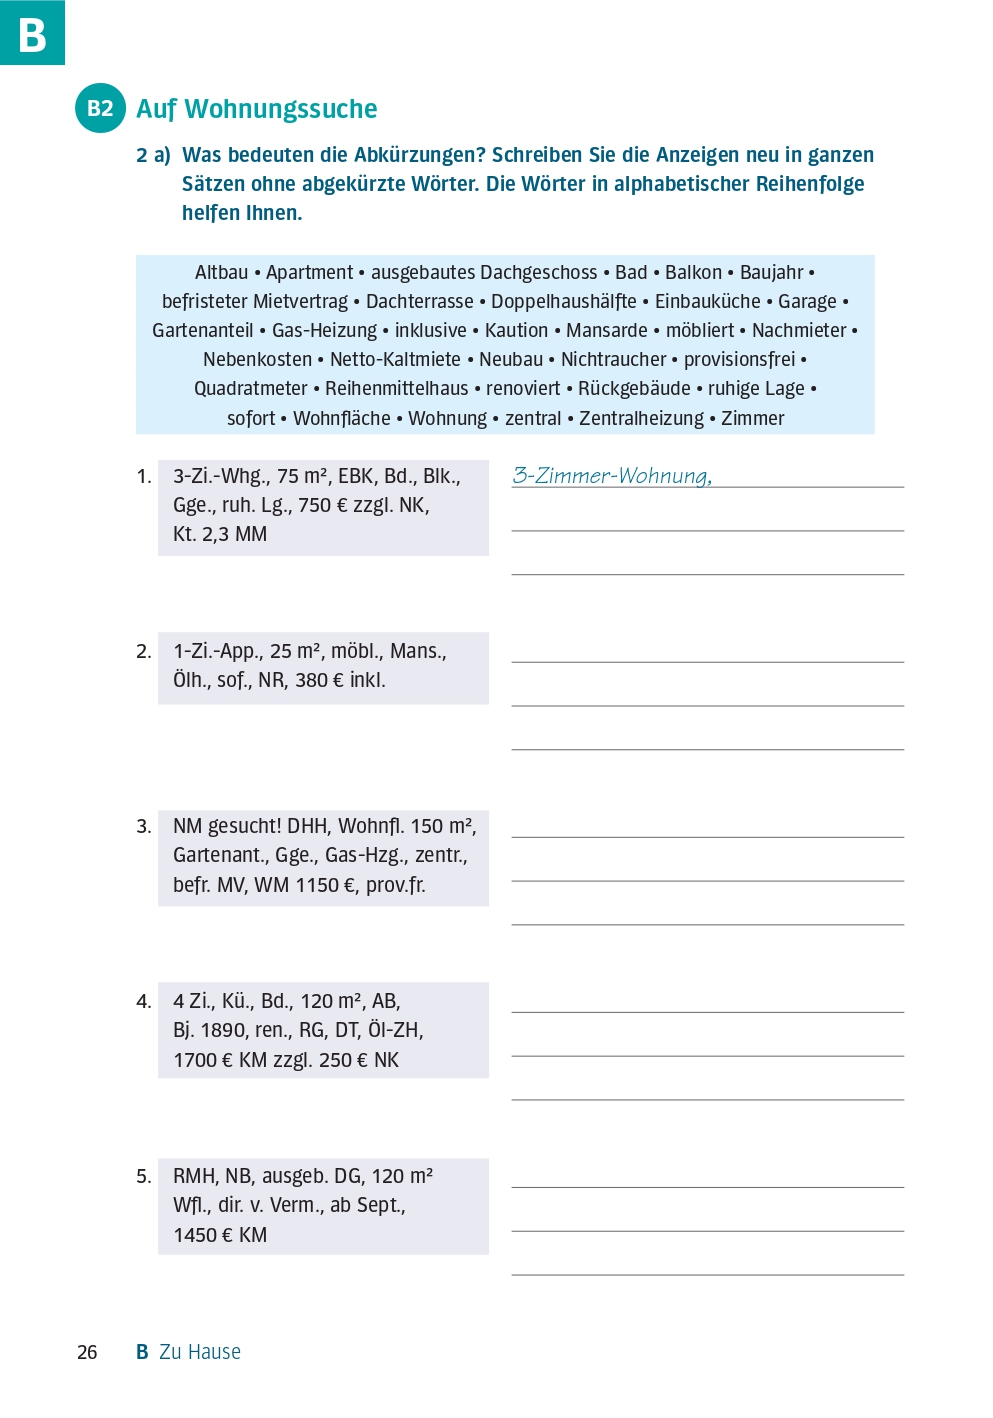 B
B2 Auf Wohnungssuche
2 a) Was bedeuten die Abkürzungen? Schreiben Sie die Anzeigen neu in ganzen
Sätzen ohne abgekürzte Wörter. Die Wörter in alphabetischer Reihenfolge
helfen Ihnen.
Altbau • Apartment • ausgebautes Dachgeschoss • Bad • Balkon • Baujahr •
befristeter Mietvertrag • Dachterrasse • Doppelhaushälfte • Einbauküche • Garage •
Gartenanteil • Gas-Heizung • inklusive • Kaution • Mansarde • möbliert • Nachmieter •
Nebenkosten • Netto-Kaltmiete • Neubau • Nichtraucher • provisionsfrei •
Quadratmeter • Reihenmittelhaus • renoviert • Rückgebäude • ruhige Lage •
sofort • Wohnfläche • Wohnung • zentral • Zentralheizung • Zimmer
1. 3-Zi.-Whg., 75 m², EBK, Bd., Blk.,
Gge., ruh. Lg., 750 € zzgl. NK,
Kt. 2,3 MM
3-Zimmer-Wohnung,
2. 1-Zi.-App., 25 m², möbl., Mans.,
Ölh., sof., NR, 380 € inkl.
3. NM gesucht! DHH, Wohnfl. 150 m²,
Gartenant., Gge., Gas-Hzg., zentr.,
befr. MV, WM 1150 €, prov.fr.
4. 4 Zi., Kü., Bd., 120 m², AB,
Bj. 1890, ren., RG, DT, Öl-ZH,
1700 € KM zzgl. 250 € NK
5. RMH, NB, ausgeb. DG, 120 m²
Wfl., dir. v. Verm., ab Sept.,
1450 € KM
26 B Zu Hause